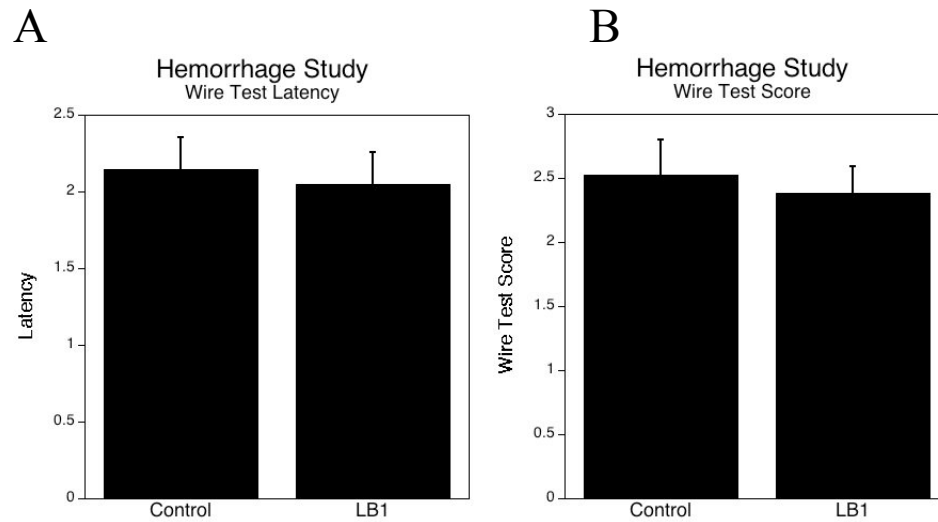 A
Hemorrhage Study
Wire Test Latency
2.5
2
1.5
1
0.5
0
Latency
Control
LB1
B
Hemorrhage Study
Wire Test Score
3
2.5
2
1.5
1
0.5
0
Wire Test Score
Control
LB1